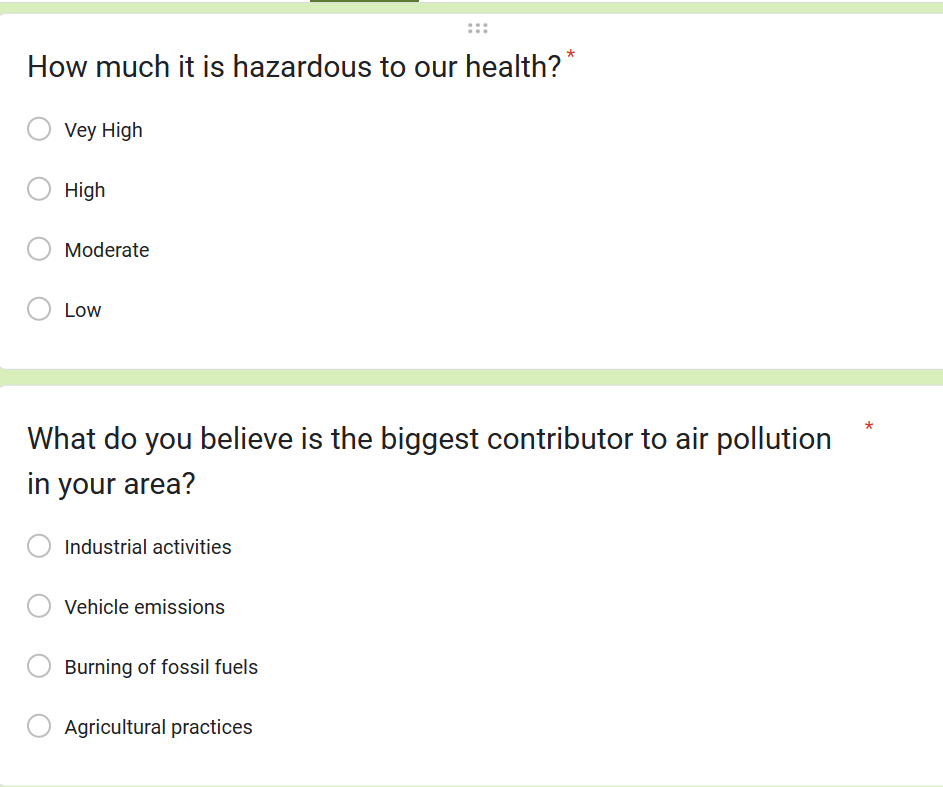 How much it is hazardous to our health? *
Vey High
High
Moderate
Low
What do you believe is the biggest contributor to air pollution *
in your area?
Industrial activities
Vehicle emissions
Burning of fossil fuels
Agricultural practices